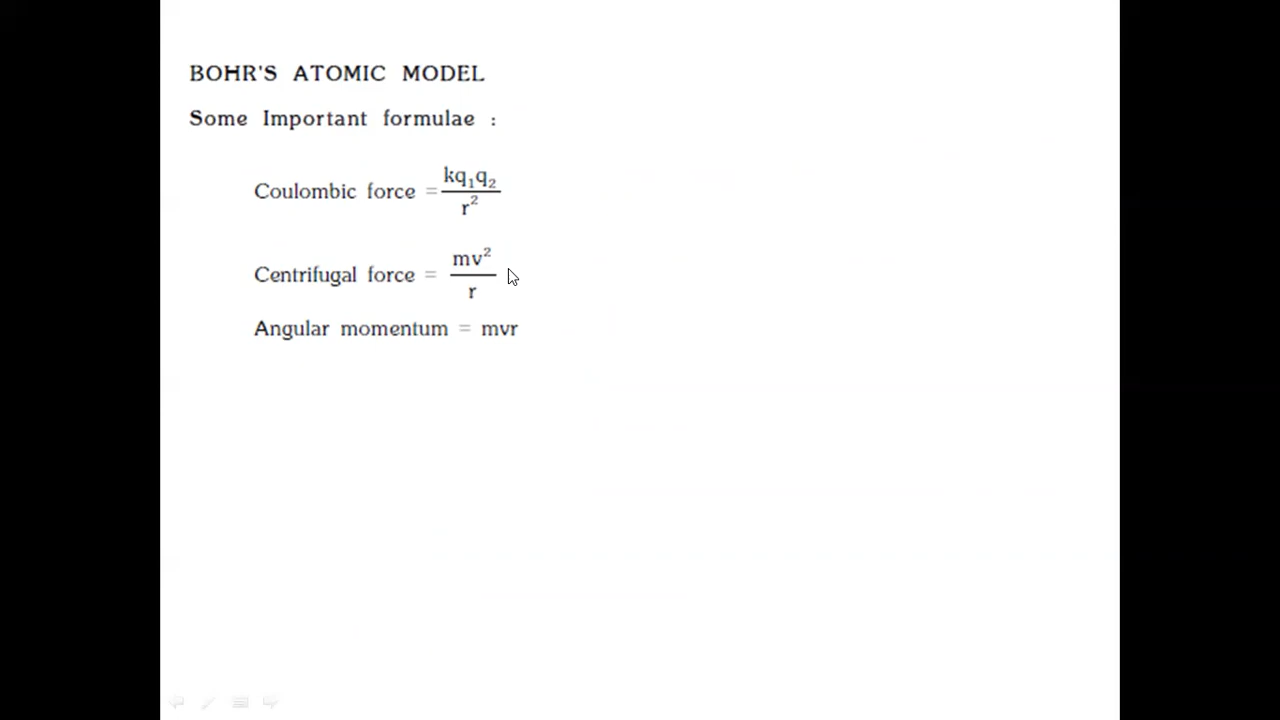 BOHR'S ATOMIC MODEL
Some Important formulae :
Coulombic force = kq₁q₂/r²
Centrifugal force = mv²/r
Angular momentum = mvr